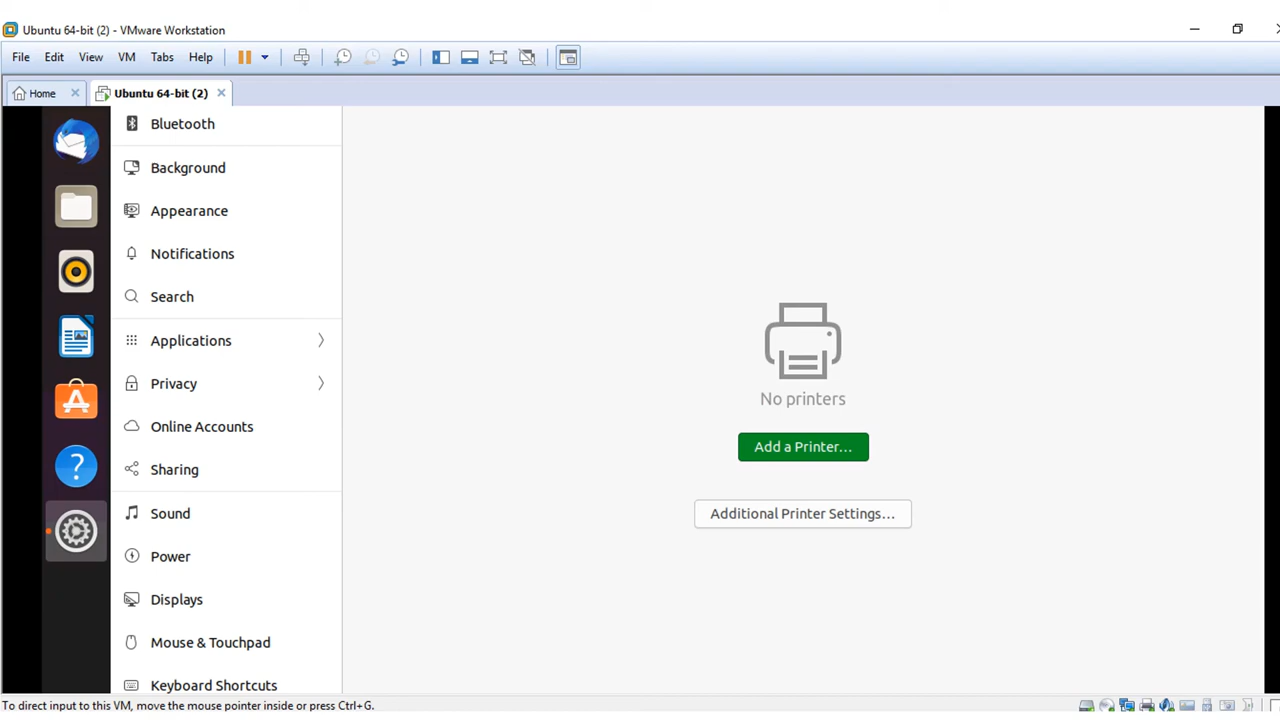 Ubuntu 64-bit (2) - VMware Workstation
File Edit View VM Tabs Help
Home Ubuntu 64-bit (2)
Bluetooth
Background
Appearance
Notifications
Search
Applications
Privacy
Online Accounts
Sharing
Sound
Power
Displays
Mouse & Touchpad
Keyboard Shortcuts
No printers
Add a Printer...
Additional Printer Settings...
To direct input to this VM, move the mouse pointer inside or press Ctrl+G.